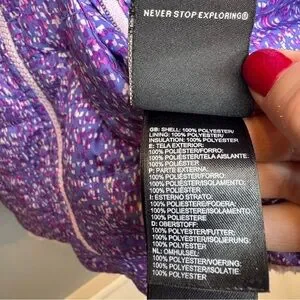 NEVER STOP EXPLORING®
GB: SHELL: 100% POLYESTER/
LINING: 100% POLYESTER/
INSULATION: 100% POLYESTER
E: TELA EXTERIOR:
100% POLIÉSTER/FORRO:
100% POLIÉSTER/TELA AISLANTE:
100% POLIÉSTER
P: PARTE EXTERNA:
100% POLIÉSTER/FORRO:
100% POLIÉSTER/ISOLAMENTO:
100% POLIÉSTER
I: ESTERNO STRATO:
100% POLIESTERE/FODERA:
100% POLIESTERE/ISOLAMENTO:
100% POLIESTERE
D: OBERSTOFF:
100% POLYESTER/FUTTER:
100% POLYESTER/ISOLIERUNG:
100% POLYESTER
NL: OMHULSEL:
100% POLYESTER/VOERING:
100% POLYESTER/ISOLATIE:
100% POLYESTER